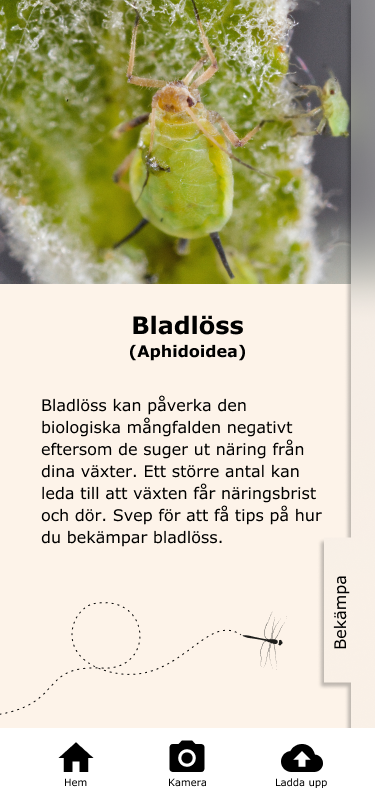 Bladlöss
(Aphidoidea)
Bladlöss kan påverka den
biologiska mångfalden negativt
eftersom de suger ut näring från
dina växter. Ett större antal kan
leda till att växten får näringsbrist
och dör. Svep för att få tips på hur
du bekämpar bladlöss.
Bekämpa
Hem
Kamera
Ladda upp